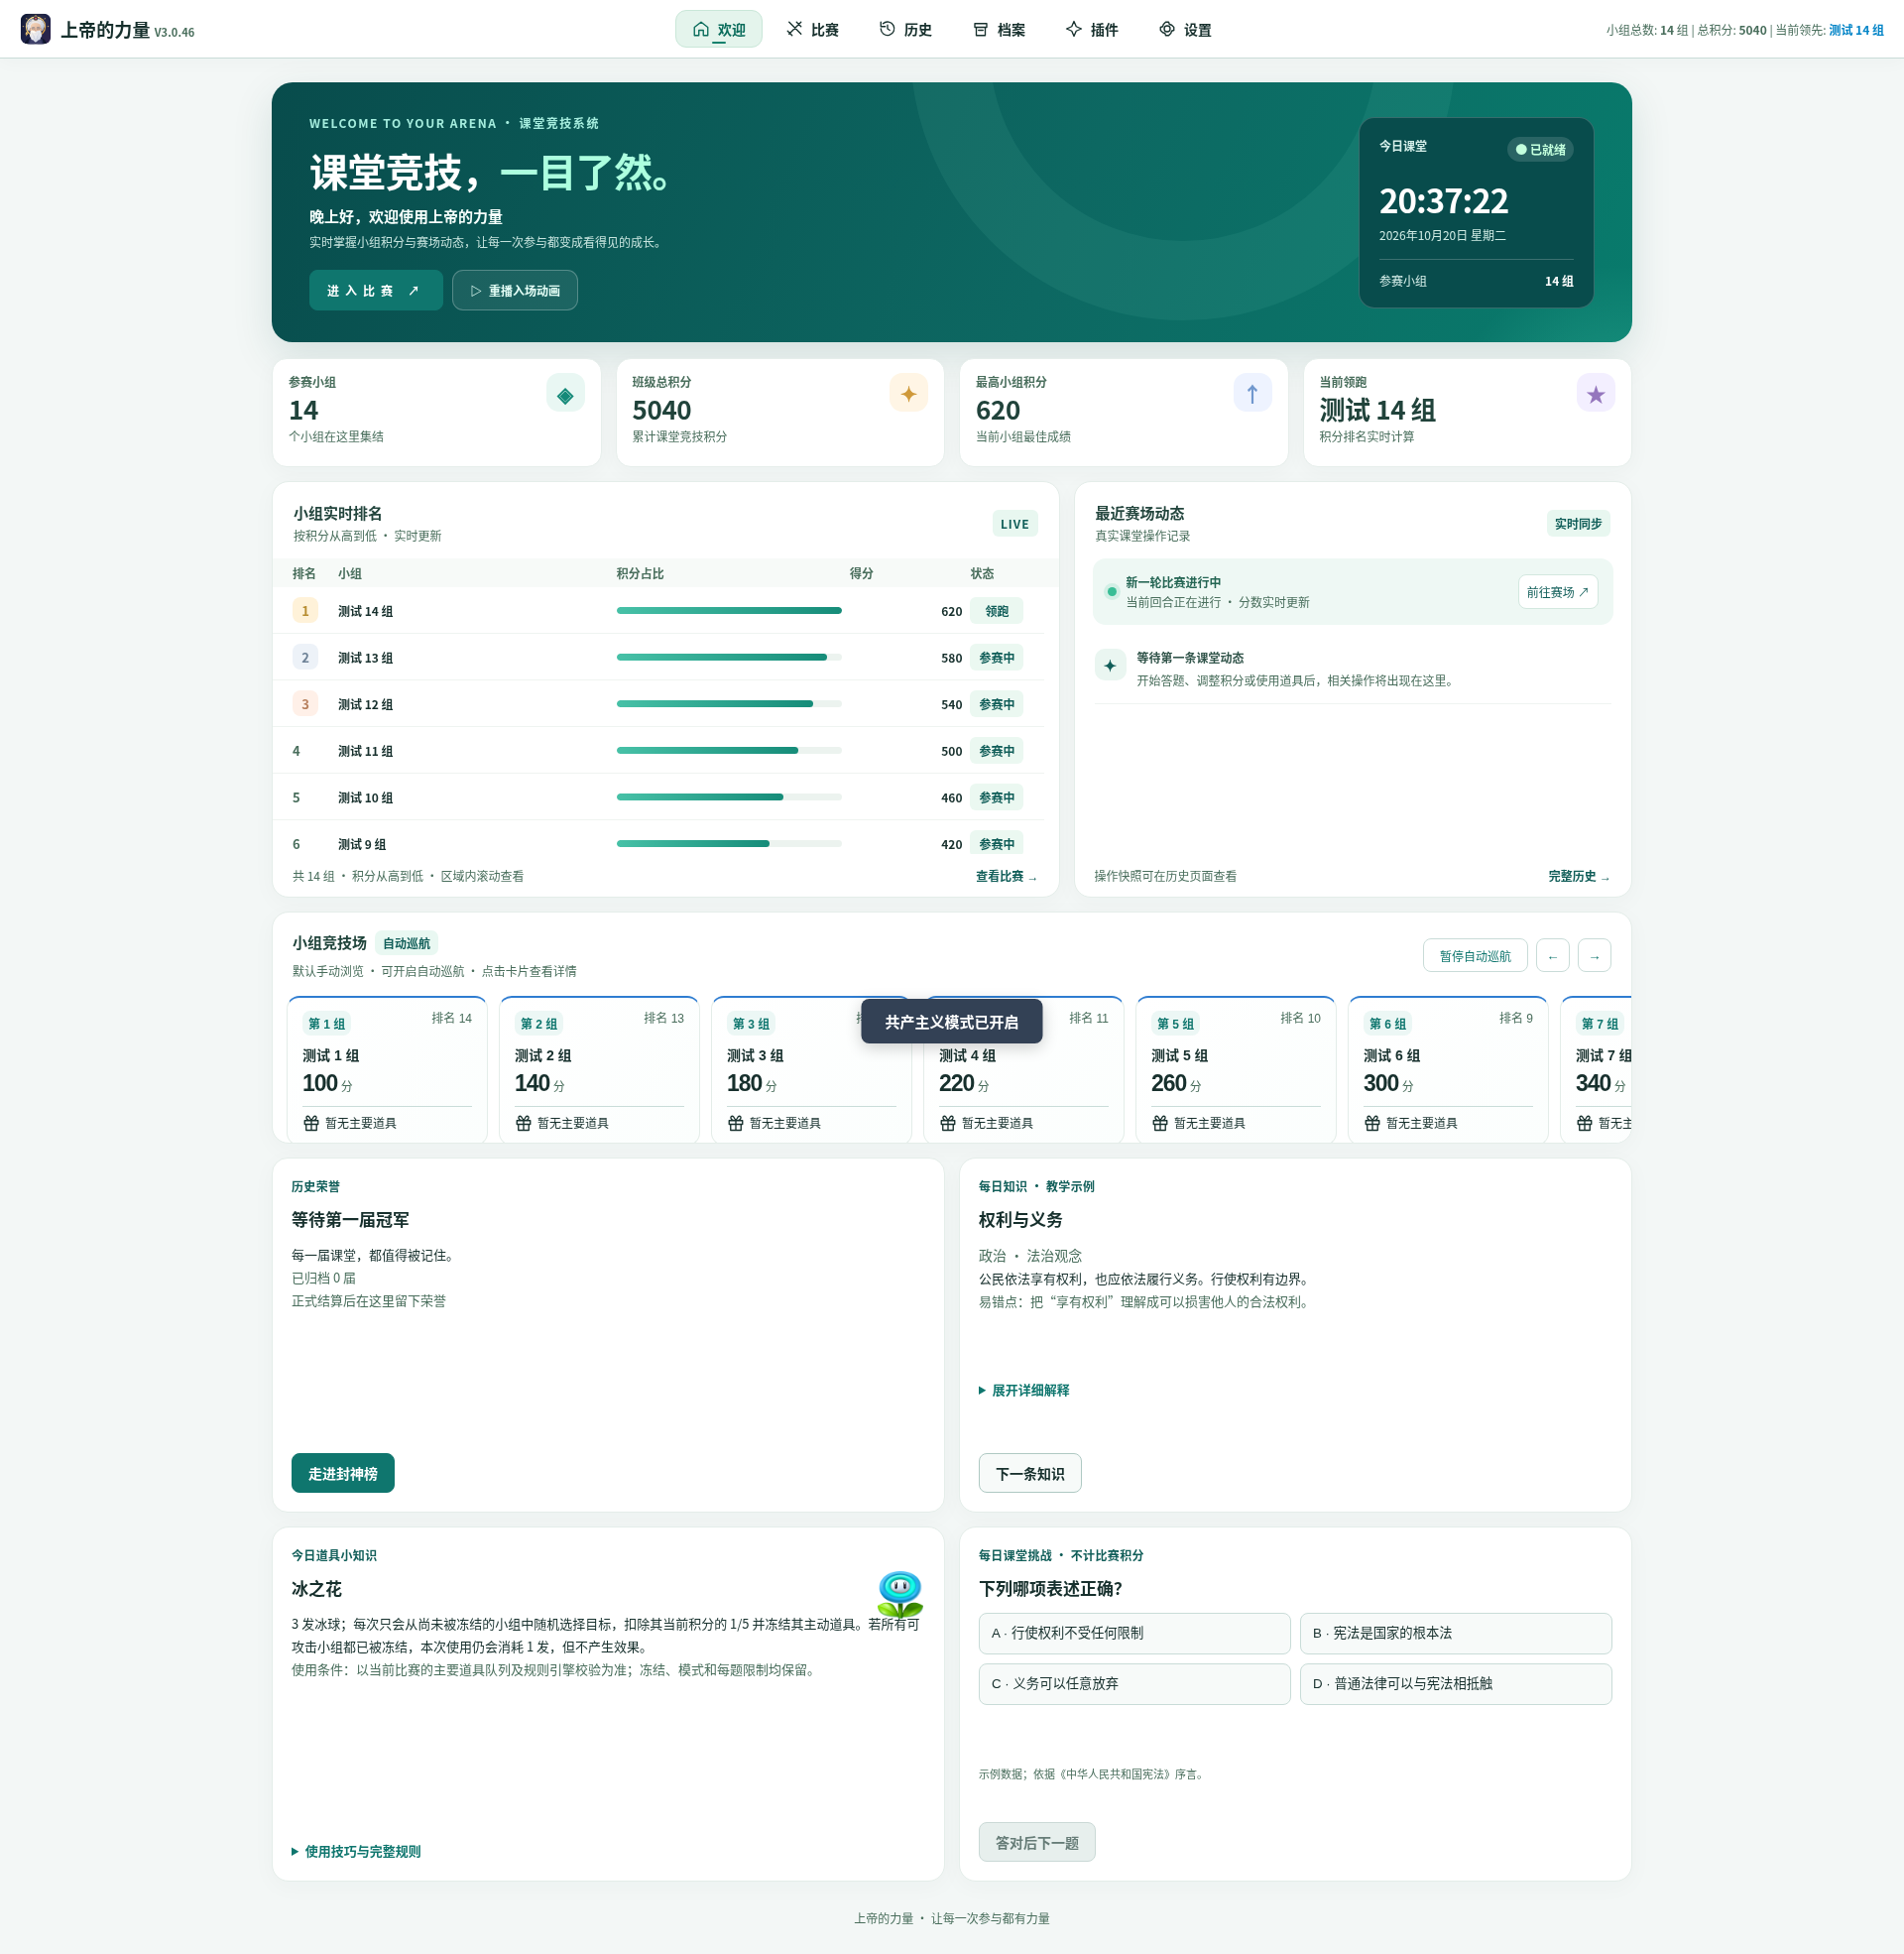 上帝的力量 V3.0.46
欢迎
比赛
历史
档案
插件
设置
小组总数: 14 组 | 总积分: 5040 | 当前领先: 测试 14 组
WELCOME TO YOUR ARENA · 课堂竞技系统
课堂竞技，一目了然。
晚上好，欢迎使用上帝的力量
实时掌握小组积分与赛场动态，让每一次参与都变成看得见的成长。
进入比赛 ↗
▷ 重播入场动画
今日课堂
已就绪
20:37:22
2026年10月20日 星期二
参赛小组 14 组
参赛小组
14
个小组在这里集结
班级总积分
5040
累计课堂竞技积分
最高小组积分
620
当前小组最佳成绩
当前领跑
测试 14 组
积分排名实时计算
小组实时排名
按积分从高到低 · 实时更新
LIVE
排名 小组 积分占比 得分 状态
1 测试 14 组 620 领跑
2 测试 13 组 580 参赛中
3 测试 12 组 540 参赛中
4 测试 11 组 500 参赛中
5 测试 10 组 460 参赛中
6 测试 9 组 420 参赛中
共 14 组 · 积分从高到低 · 区域内滚动查看
查看比赛 →
最近赛场动态
真实课堂操作记录
实时同步
新一轮比赛进行中
当前回合正在进行 · 分数实时更新
前往赛场 ↗
等待第一条课堂动态
开始答题、调整积分或使用道具后，相关操作将出现在这里。
操作快照可在历史页面查看
完整历史 →
小组竞技场 自动巡航
默认手动浏览 · 可开启自动巡航 · 点击卡片查看详情
暂停自动巡航
←
→
第 1 组 排名 14
测试 1 组
100 分
暂无主要道具
第 2 组 排名 13
测试 2 组
140 分
暂无主要道具
第 3 组
测试 3 组
180 分
暂无主要道具
共产主义模式已开启
排名 11
测试 4 组
220 分
暂无主要道具
第 5 组 排名 10
测试 5 组
260 分
暂无主要道具
第 6 组 排名 9
测试 6 组
300 分
暂无主要道具
第 7 组
测试 7 组
340 分
暂无主
历史荣誉
等待第一届冠军
每一届课堂，都值得被记住。
已归档 0 届
正式结算后在这里留下荣誉
走进封神榜
每日知识 · 教学示例
权利与义务
政治 · 法治观念
公民依法享有权利，也应依法履行义务。行使权利有边界。
易错点：把“享有权利”理解成可以损害他人的合法权利。
▶ 展开详细解释
下一条知识
今日道具小知识
冰之花
3 发冰球；每次只会从尚未被冻结的小组中随机选择目标，扣除其当前积分的 1/5 并冻结其主动道具。若所有可
攻击小组都已被冻结，本次使用仍会消耗 1 发，但不产生效果。
使用条件：以当前比赛的主要道具队列及规则引擎校验为准；冻结、模式和每题限制均保留。
▶ 使用技巧与完整规则
每日课堂挑战 · 不计比赛积分
下列哪项表述正确？
A · 行使权利不受任何限制
B · 宪法是国家的根本法
C · 义务可以任意放弃
D · 普通法律可以与宪法相抵触
示例数据；依据《中华人民共和国宪法》序言。
答对后下一题
上帝的力量 · 让每一次参与都有力量